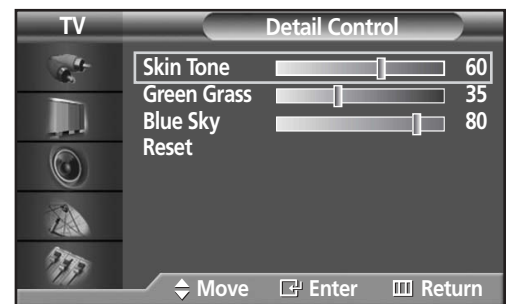 TV Detail Control
Skin Tone 60
Green Grass 35
Blue Sky 80
Reset
Move Enter Return